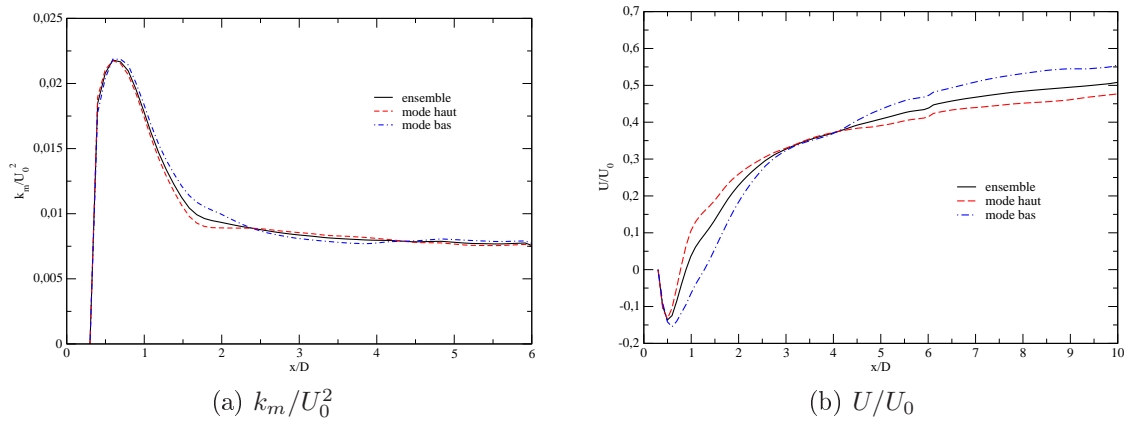 0,025
0,02
0,015
0,01
0,005
0
k_m/U_0^2
0 1 2 3 4 5 6
x/D
ensemble
mode haut
mode bas
(a) k_m/U_0^2
0,7
0,6
0,5
0,4
0,3
0,2
0,1
0
-0,1
-0,2
U/U_0
0 1 2 3 4 5 6 7 8 9 10
x/D
ensemble
mode haut
mode bas
(b) U/U_0